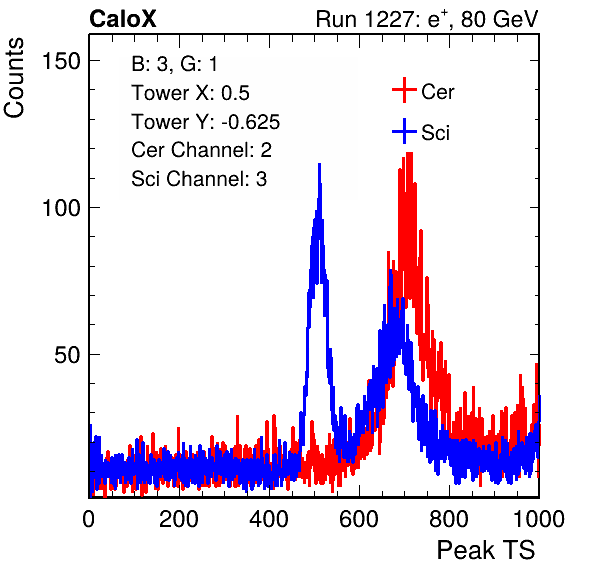 CaloX Run 1227: e⁺, 80 GeV
Counts
150
100
50
B: 3, G: 1
Tower X: 0.5
Tower Y: -0.625
Cer Channel: 2
Sci Channel: 3
Cer
Sci
0 200 400 600 800 1000
Peak TS